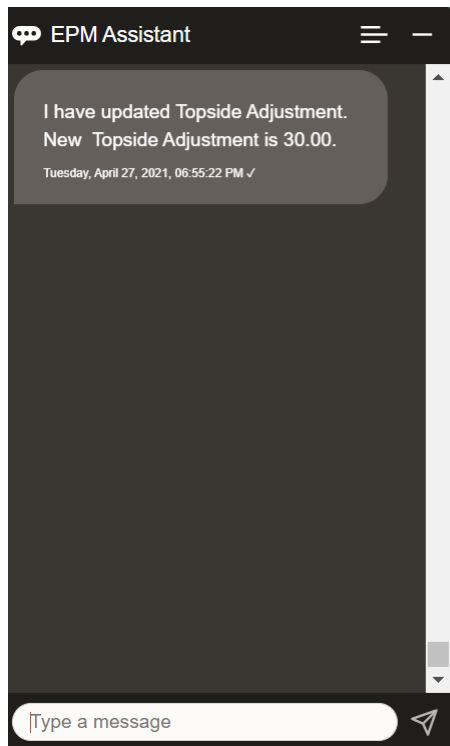 EPM Assistant
I have updated Topside Adjustment.
New  Topside Adjustment is 30.00.
Tuesday, April 27, 2021, 06:55:22 PM ✓
Type a message